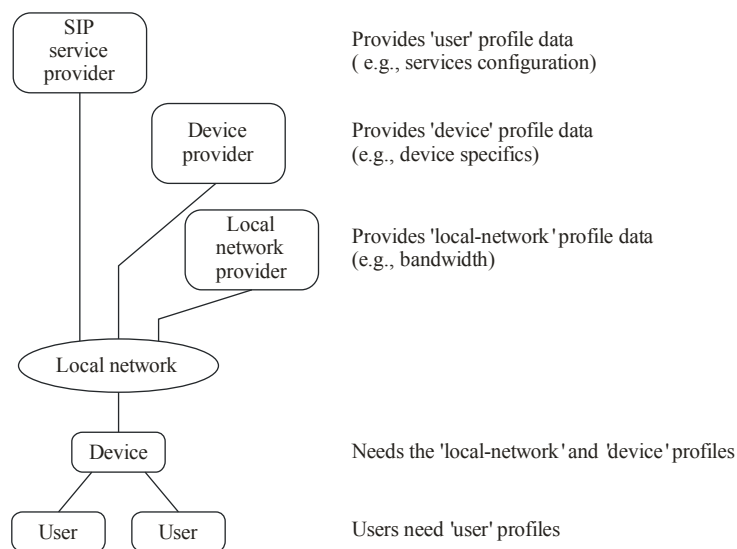 SIP
service
provider
Provides 'user' profile data
( e.g., services configuration)
Device
provider
Provides 'device' profile data
(e.g., device specifics)
Local
network
provider
Provides 'local-network' profile data
(e.g., bandwidth)
Local network
Device
Needs the 'local-network' and 'device' profiles
User
User
Users need 'user' profiles